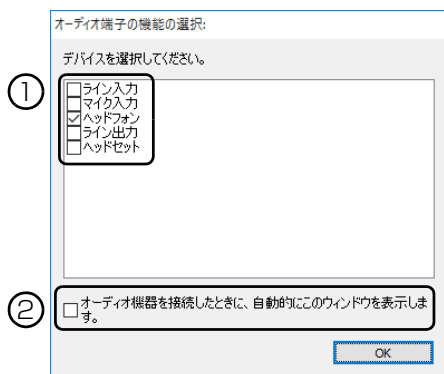 オーディオ端子の機能の選択:
デバイスを選択してください。
①
ライン入力
マイク入力
ヘッドフォン
ライン出力
ヘッドセット
②
オーディオ機器を接続したときに、自動的にこのウィンドウを表示しま
す。
OK